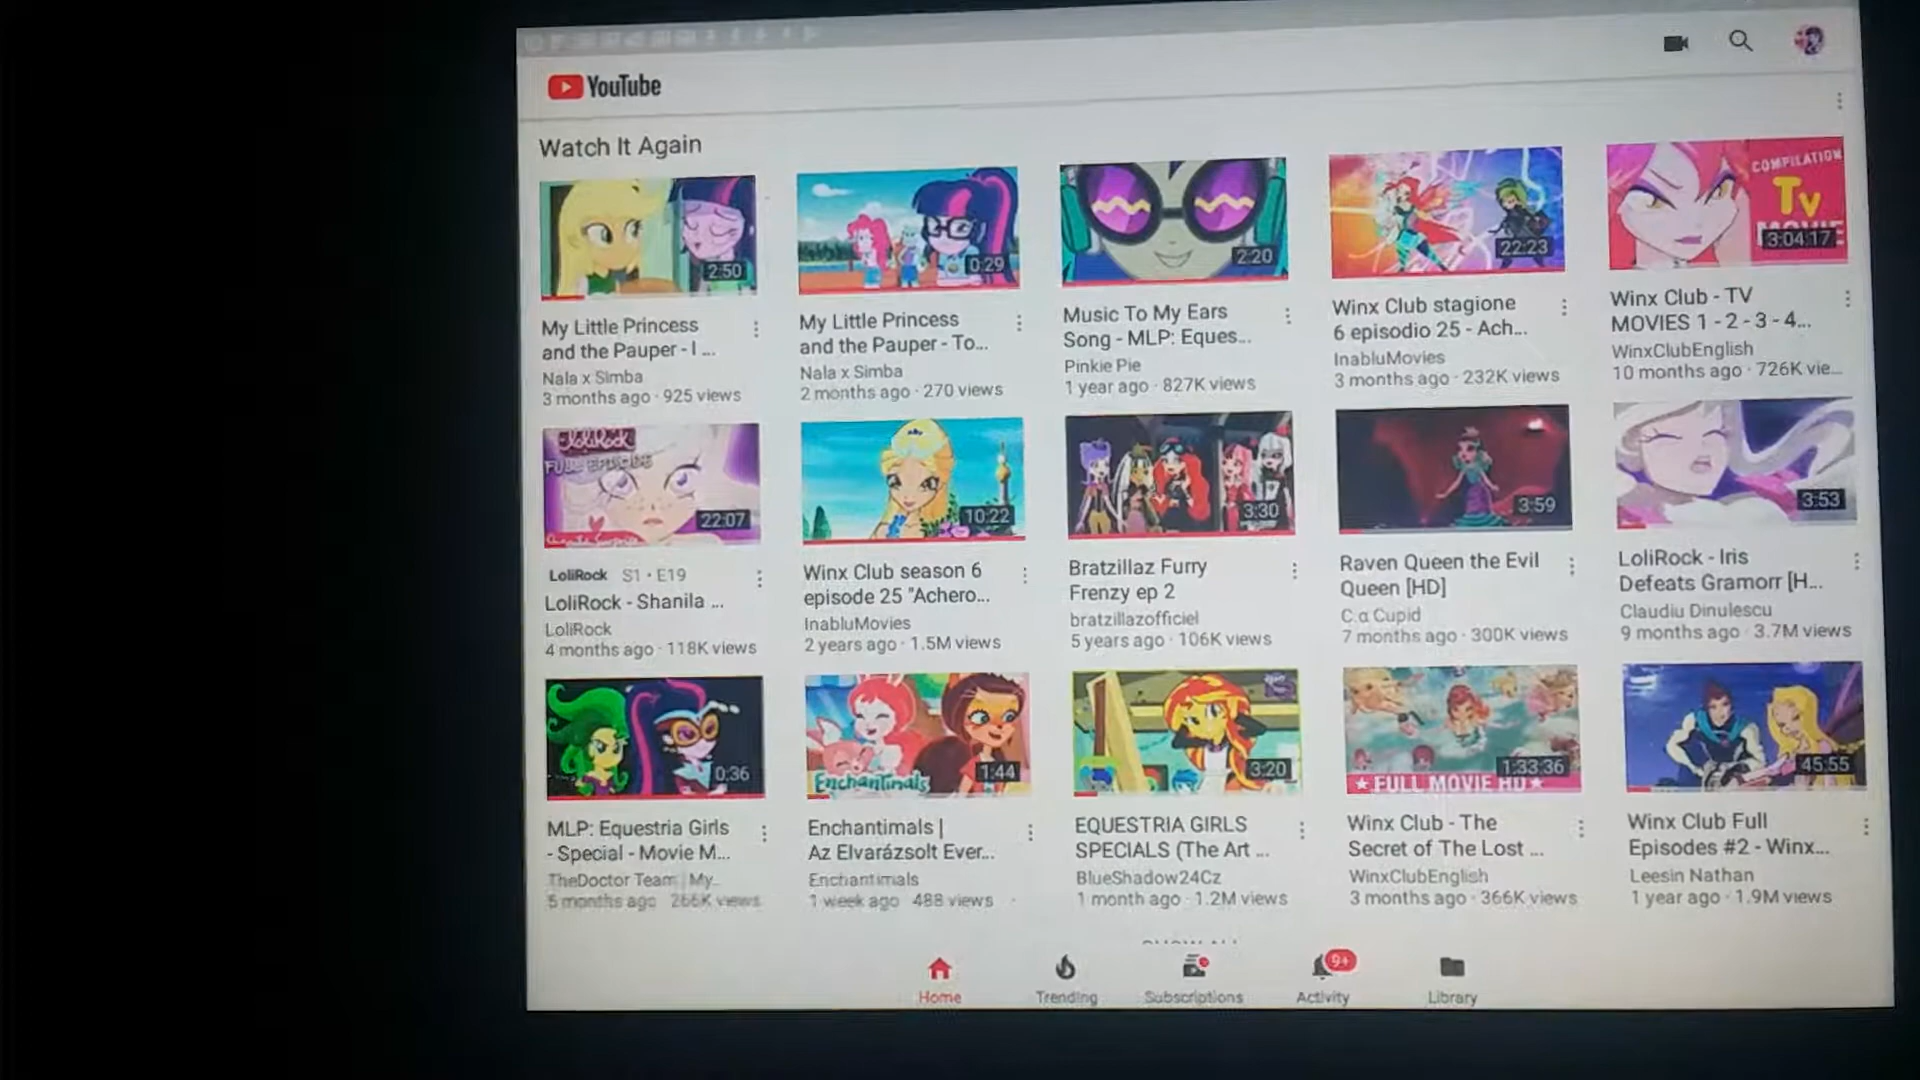 YouTube
Watch It Again
2:50
0:29
2:20
22:23
COMPILATION
TV
MOVIE
3:04:17
My Little Princess
and the Pauper - I ...
Nala x Simba
3 months ago · 925 views
My Little Princess
and the Pauper - To...
Nala x Simba
2 months ago · 270 views
Music To My Ears
Song - MLP: Eques...
Pinkie Pie
1 year ago · 827K views
Winx Club stagione
6 episodio 25 - Ach...
InabluMovies
3 months ago · 232K views
Winx Club - TV
MOVIES 1 - 2 - 3 - 4...
WinxClubEnglish
10 months ago · 726K vie...
LoliRock
FULL EPISODE
22:07
10:22
3:30
3:59
3:53
LoliRock S1 • E19
LoliRock - Shanila ...
LoliRock
4 months ago · 118K views
Winx Club season 6
episode 25 "Achero...
InabluMovies
2 years ago · 1.5M views
Bratzillaz Furry
Frenzy ep 2
bratzillazofficiel
5 years ago · 106K views
Raven Queen the Evil
Queen [HD]
C.α Cupid
7 months ago · 300K views
LoliRock - Iris
Defeats Gramorr [H...
Claudiu Dinulescu
9 months ago · 3.7M views
0:36
EnchanTimals
1:44
3:20
1:33:36
★ FULL MOVIE HD★
45:55
MLP: Equestria Girls
- Special - Movie M...
TheDoctor Team | My..
5 months ago 266K views
Enchantimals |
Az Elvarázsolt Ever...
Enchantimals
1 week ago 488 views
EQUESTRIA GIRLS
SPECIALS (The Art ...
BlueShadow24Cz
1 month ago · 1.2M views
Winx Club - The
Secret of The Lost ...
WinxClubEnglish
3 months ago · 366K views
Winx Club Full
Episodes #2 - Winx...
Leesin Nathan
1 year ago · 1.9M views
9+
Home
Trending
Subscriptions
Activity
Library